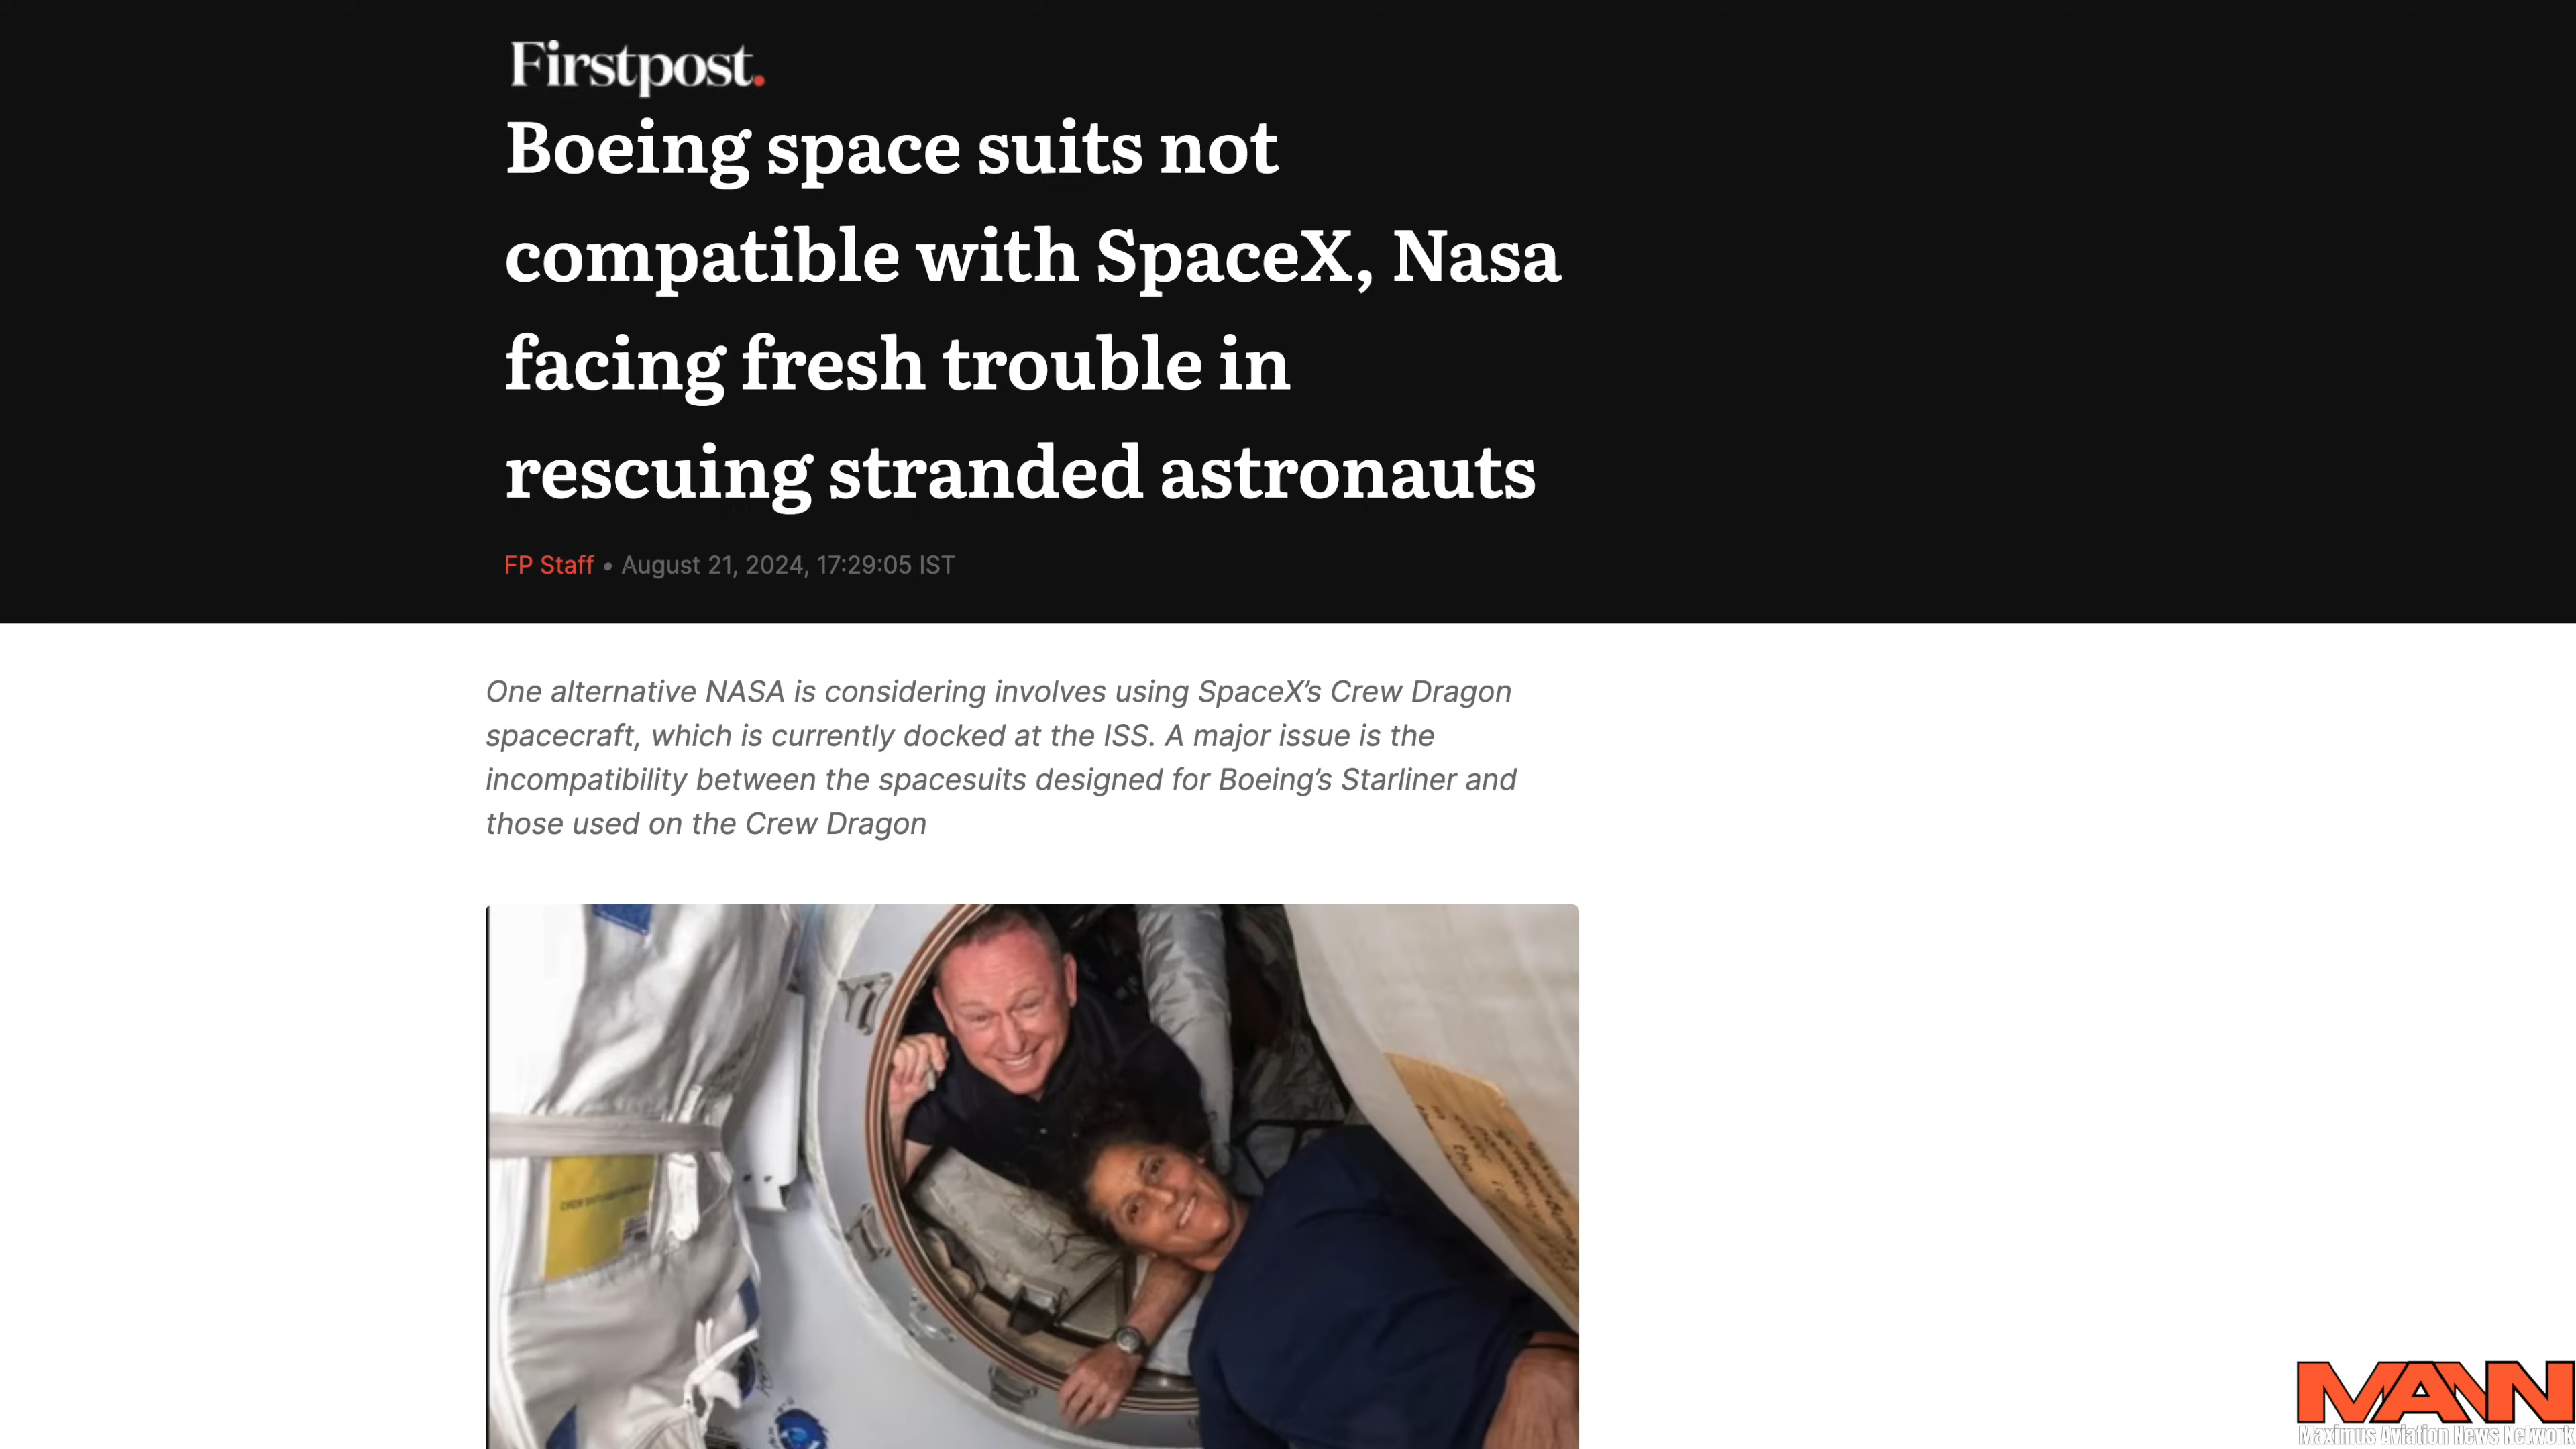 Firstpost.
Boeing space suits not
compatible with SpaceX, Nasa
facing fresh trouble in
rescuing stranded astronauts
FP Staff • August 21, 2024, 17:29:05 IST
One alternative NASA is considering involves using SpaceX’s Crew Dragon
spacecraft, which is currently docked at the ISS. A major issue is the
incompatibility between the spacesuits designed for Boeing’s Starliner and
those used on the Crew Dragon
MANN
Maximus Aviation News Network